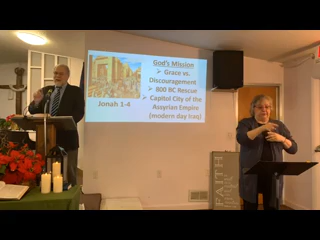 God's Mission
➢ Grace vs.
Discouragement
➢ 800 BC Rescue
➢ Capitol City of the
Assyrian Empire
(modern day Iraq)
Jonah 1-4
FAITH